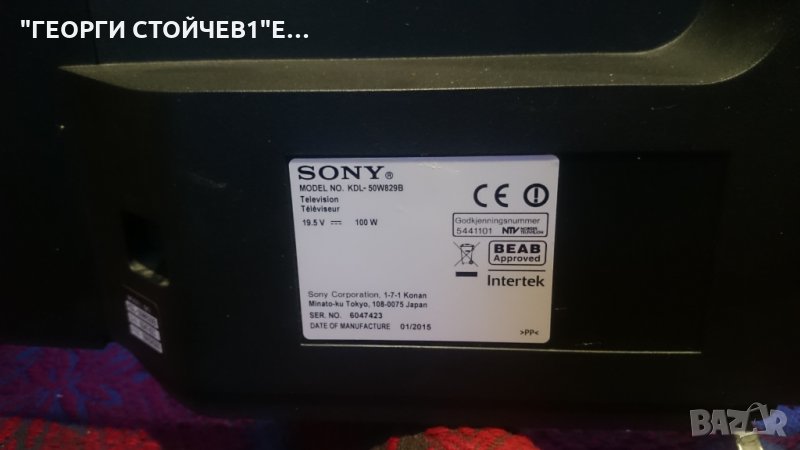 "ГЕОРГИ СТОЙЧЕВ1"Е...
SONY®
MODEL NO. KDL- 50W829B
Television
Téléviseur
19.5 V ⎓ 100 W
CE
Godkjenningsnummer
5441101 NTV
BEAB
Approved
Intertek
Sony Corporation, 1-7-1 Konan
Minato-ku Tokyo, 108-0075 Japan
SER. NO. 6047423
DATE OF MANUFACTURE 01/2015
>PP<
BAZAR